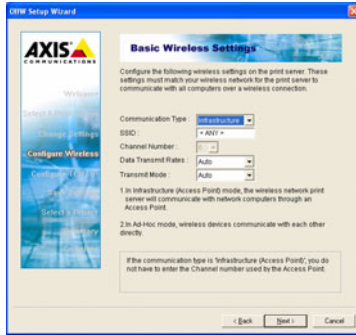 OBW Setup Wizard
AXIS
COMMUNICATIONS
Welcome
Change Settings
Configure Wireless
Basic Wireless Settings
Configure the following wireless settings on the print server. These
settings must match your wireless network for the print server to
communicate with all computers over a wireless connection.
Communication Type : Infrastructure
SSID : < ANY >
Channel Number : 6
Data Transmit Rates : Auto
Transmit Mode : Auto
1.In Infrastructure (Access Point) mode, the wireless network print
server will communicate with network computers through an
Access Point.
2.In Ad-Hoc mode, wireless devices communicate with each other
directly.
If the communication type is 'Infrastructure (Access Point)', you do
not have to enter the Channel number used by the Access Point.
< Back Next > Cancel